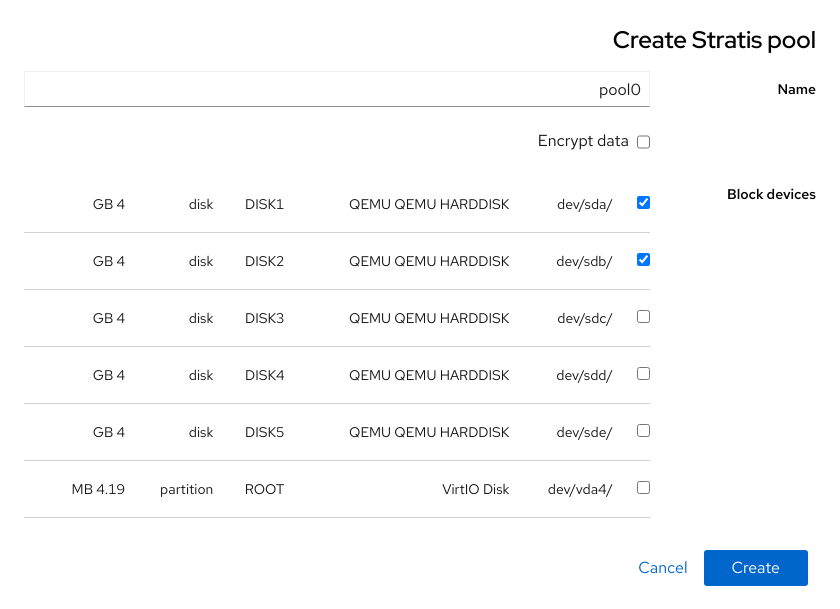 Create Stratis pool
Name
pool0
Encrypt data
Block devices
dev/sda/ QEMU QEMU HARDDISK DISK1 disk GB 4
dev/sdb/ QEMU QEMU HARDDISK DISK2 disk GB 4
dev/sdc/ QEMU QEMU HARDDISK DISK3 disk GB 4
dev/sdd/ QEMU QEMU HARDDISK DISK4 disk GB 4
dev/sde/ QEMU QEMU HARDDISK DISK5 disk GB 4
dev/vda4/ VirtIO Disk ROOT partition MB 4.19
Create
Cancel